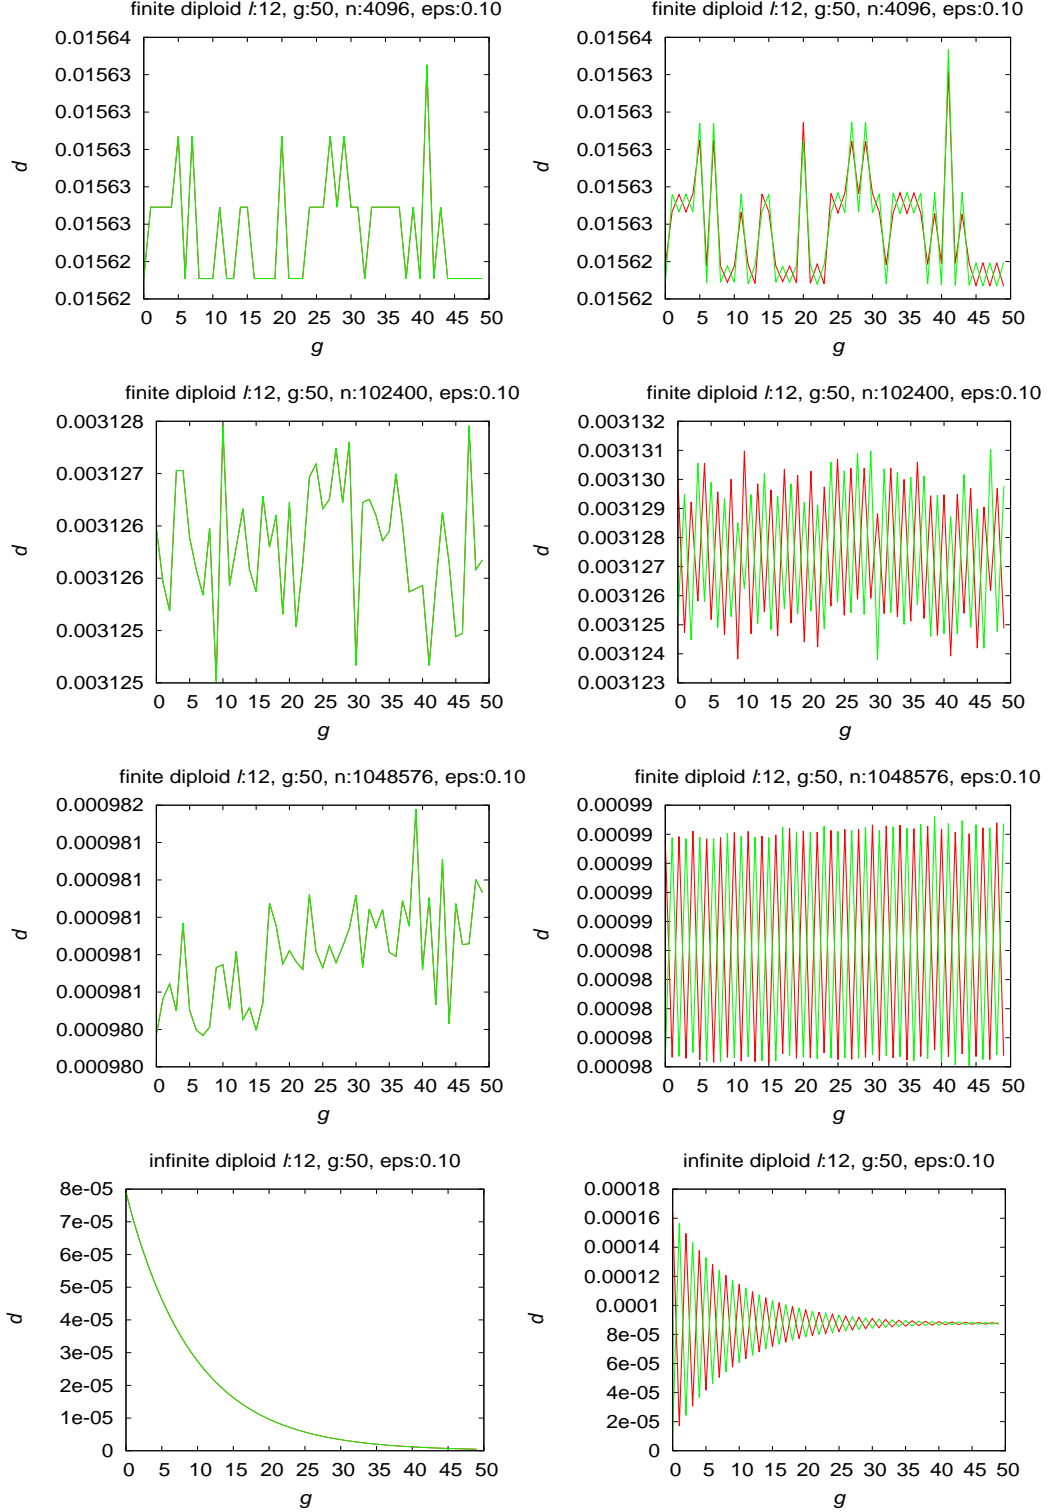 finite diploid l:12, g:50, n:4096, eps:0.10
0.01564
0.01563
0.01563
0.01563
0.01563
0.01563
0.01562
0.01562
d
0 5 10 15 20 25 30 35 40 45 50
g
finite diploid l:12, g:50, n:4096, eps:0.10
0.01564
0.01563
0.01563
0.01563
0.01563
0.01563
0.01562
0.01562
d
0 5 10 15 20 25 30 35 40 45 50
g
finite diploid l:12, g:50, n:102400, eps:0.10
0.003128
0.003127
0.003126
0.003126
0.003125
0.003125
d
0 5 10 15 20 25 30 35 40 45 50
g
finite diploid l:12, g:50, n:102400, eps:0.10
0.003132
0.003131
0.003130
0.003129
0.003128
0.003127
0.003126
0.003125
0.003124
0.003123
d
0 5 10 15 20 25 30 35 40 45 50
g
finite diploid l:12, g:50, n:1048576, eps:0.10
0.000982
0.000981
0.000981
0.000981
0.000981
0.000981
0.000980
0.000980
d
0 5 10 15 20 25 30 35 40 45 50
g
finite diploid l:12, g:50, n:1048576, eps:0.10
0.00099
0.00099
0.00099
0.00099
0.00099
0.00098
0.00098
0.00098
0.00098
0.00098
d
0 5 10 15 20 25 30 35 40 45 50
g
infinite diploid l:12, g:50, eps:0.10
8e-05
7e-05
6e-05
5e-05
4e-05
3e-05
2e-05
1e-05
0
d
0 5 10 15 20 25 30 35 40 45 50
g
infinite diploid l:12, g:50, eps:0.10
0.00018
0.00016
0.00014
0.00012
0.0001
8e-05
6e-05
4e-05
2e-05
0
d
0 5 10 15 20 25 30 35 40 45 50
g